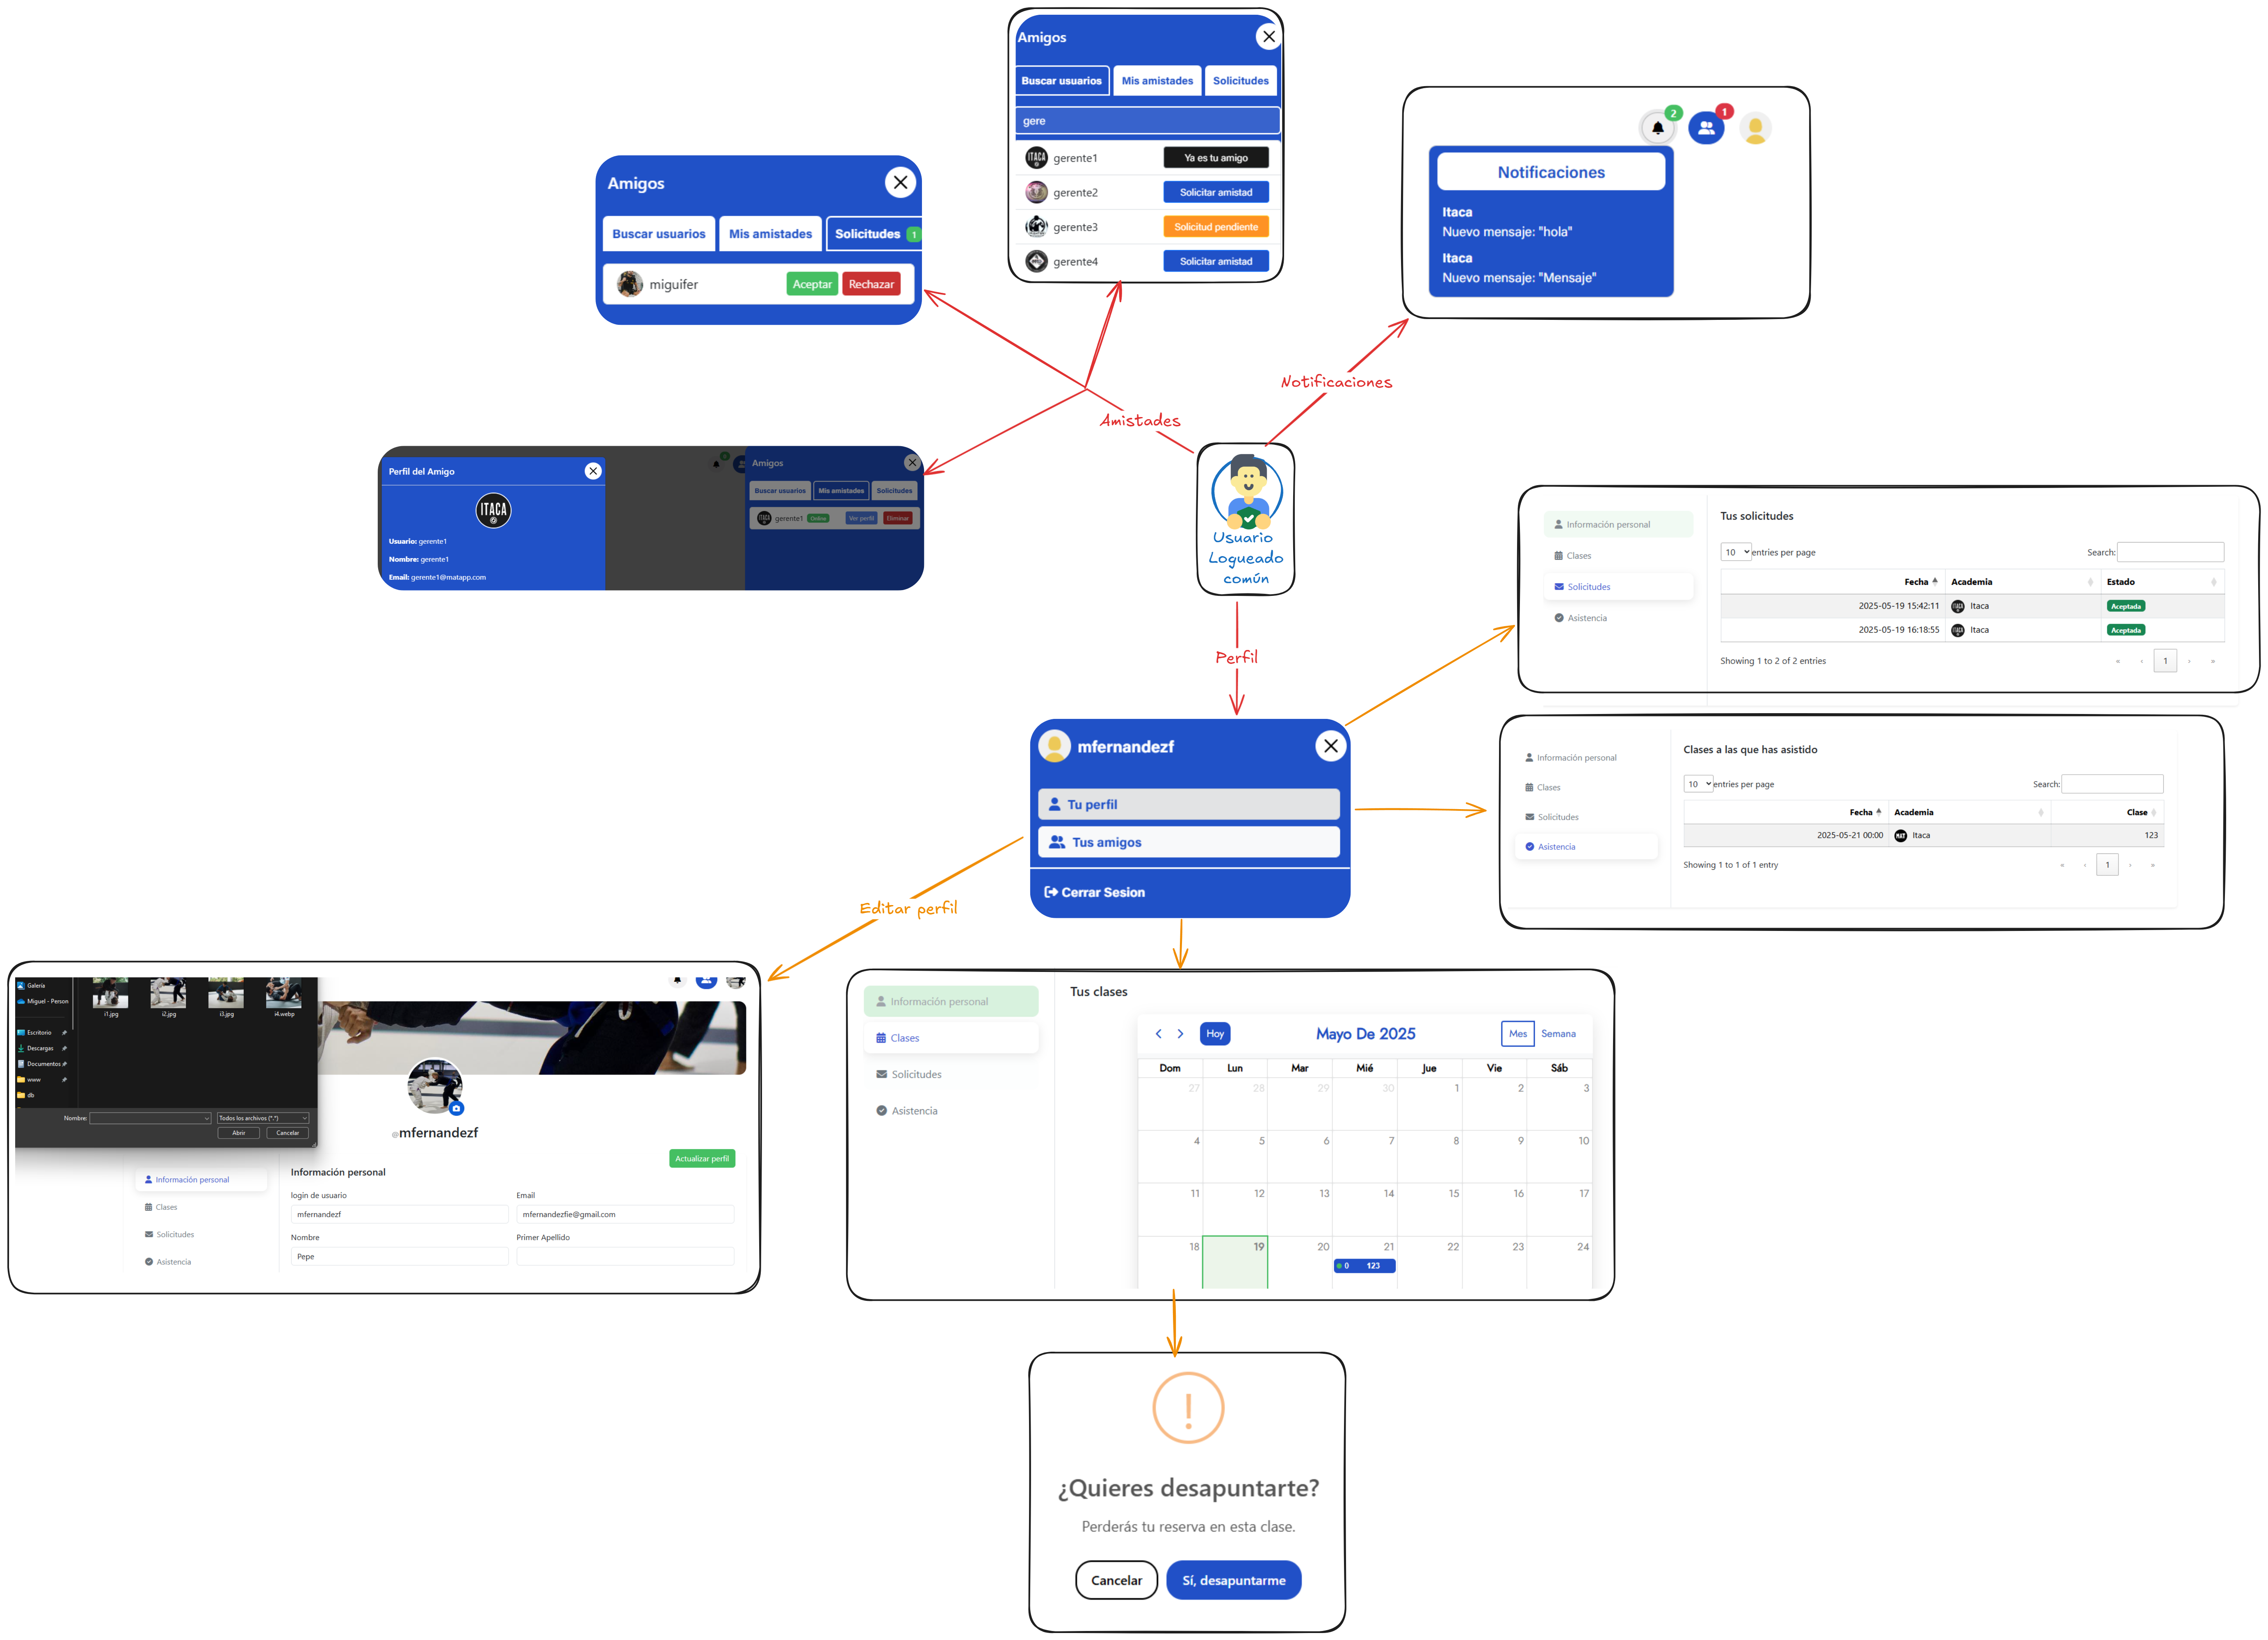 Amigos
Buscar usuarios Mis amistades Solicitudes
gere
gerente1 Ya es tu amigo
gerente2 Solicitar amistad
gerente3 Solicitud pendiente
gerente4 Solicitar amistad
2 1
Notificaciones
Itaca
Nuevo mensaje: "hola"
Itaca
Nuevo mensaje: "Mensaje"
Amigos
Buscar usuarios Mis amistades Solicitudes 1
miguifer Aceptar Rechazar
Notificaciones
Amistades
Perfil del Amigo
ITACA
Usuario: gerente1
Nombre: gerente1
Email: gerente1@matapp.com
Amigos
Buscar usuarios Mis amistades Solicitudes
gerente1 Online Ver perfil Eliminar
Usuario
Logueado
común
Perfil
Información personal
Clases
Solicitudes
Asistencia
Tus solicitudes
10 entries per page Search:
Fecha Academia Estado
2025-05-19 15:42:11 Itaca Aceptada
2025-05-19 16:18:55 Itaca Aceptada
Showing 1 to 2 of 2 entries « ‹ 1 › »
mfernandezf
Tu perfil
Tus amigos
Cerrar Sesion
Información personal
Clases
Solicitudes
Asistencia
Clases a las que has asistido
10 entries per page Search:
Fecha Academia Clase
2025-05-21 00:00 Itaca 123
Showing 1 to 1 of 1 entry « ‹ 1 › »
Editar perfil
Galería
Miguel - Person
Escritorio
Descargas
Documentos
www
db
i1.jpg i2.jpg i3.jpg i4.webp
Nombre: Todos los archivos (*.*)
Abrir Cancelar
@mfernandezf
Actualizar perfil
Información personal
Clases
Solicitudes
Asistencia
Información personal
login de usuario Email
mfernandezf mfernandezfie@gmail.com
Nombre Primer Apellido
Pepe
Información personal
Clases
Solicitudes
Asistencia
Tus clases
Hoy Mayo De 2025 Mes Semana
Dom Lun Mar Mié Jue Vie Sáb
27 28 29 30 1 2 3
4 5 6 7 8 9 10
11 12 13 14 15 16 17
18 19 20 21 22 23 24
0 123
¿Quieres desapuntarte?
Perderás tu reserva en esta clase.
Cancelar Sí, desapuntarme